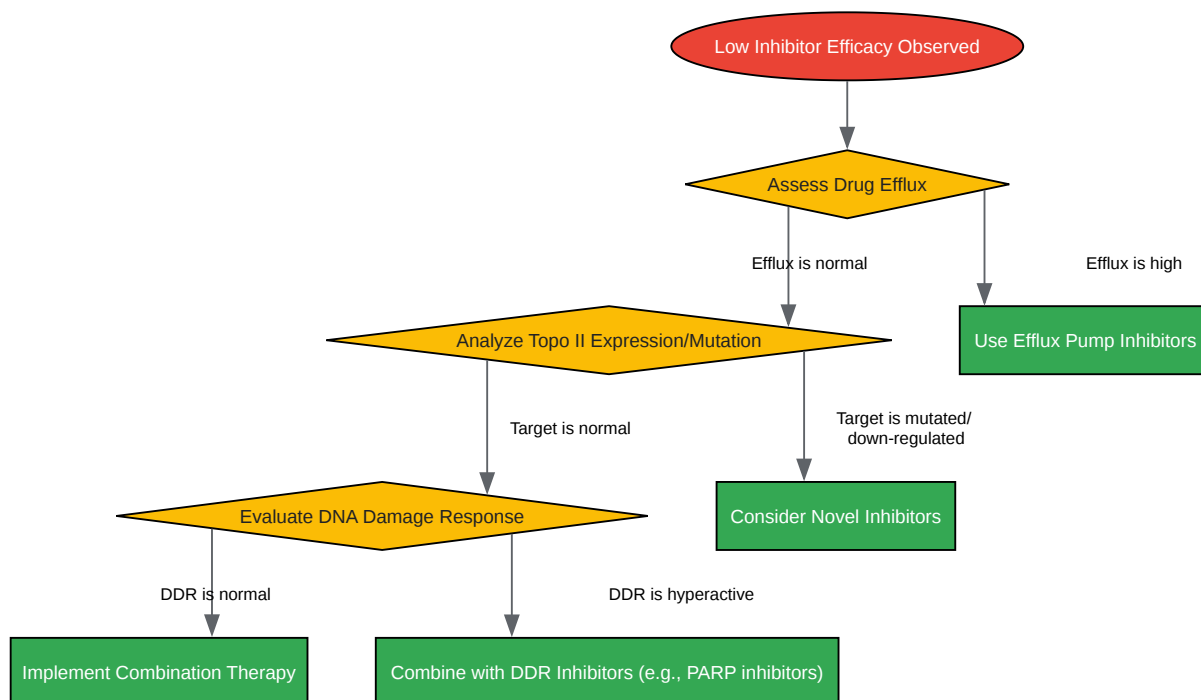 Low Inhibitor Efficacy Observed
Assess Drug Efflux
Efflux is normal
Efflux is high
Analyze Topo II Expression/Mutation
Use Efflux Pump Inhibitors
Target is normal
Target is mutated/
down-regulated
Evaluate DNA Damage Response
Consider Novel Inhibitors
DDR is normal
DDR is hyperactive
Implement Combination Therapy
Combine with DDR Inhibitors (e.g., PARP inhibitors)